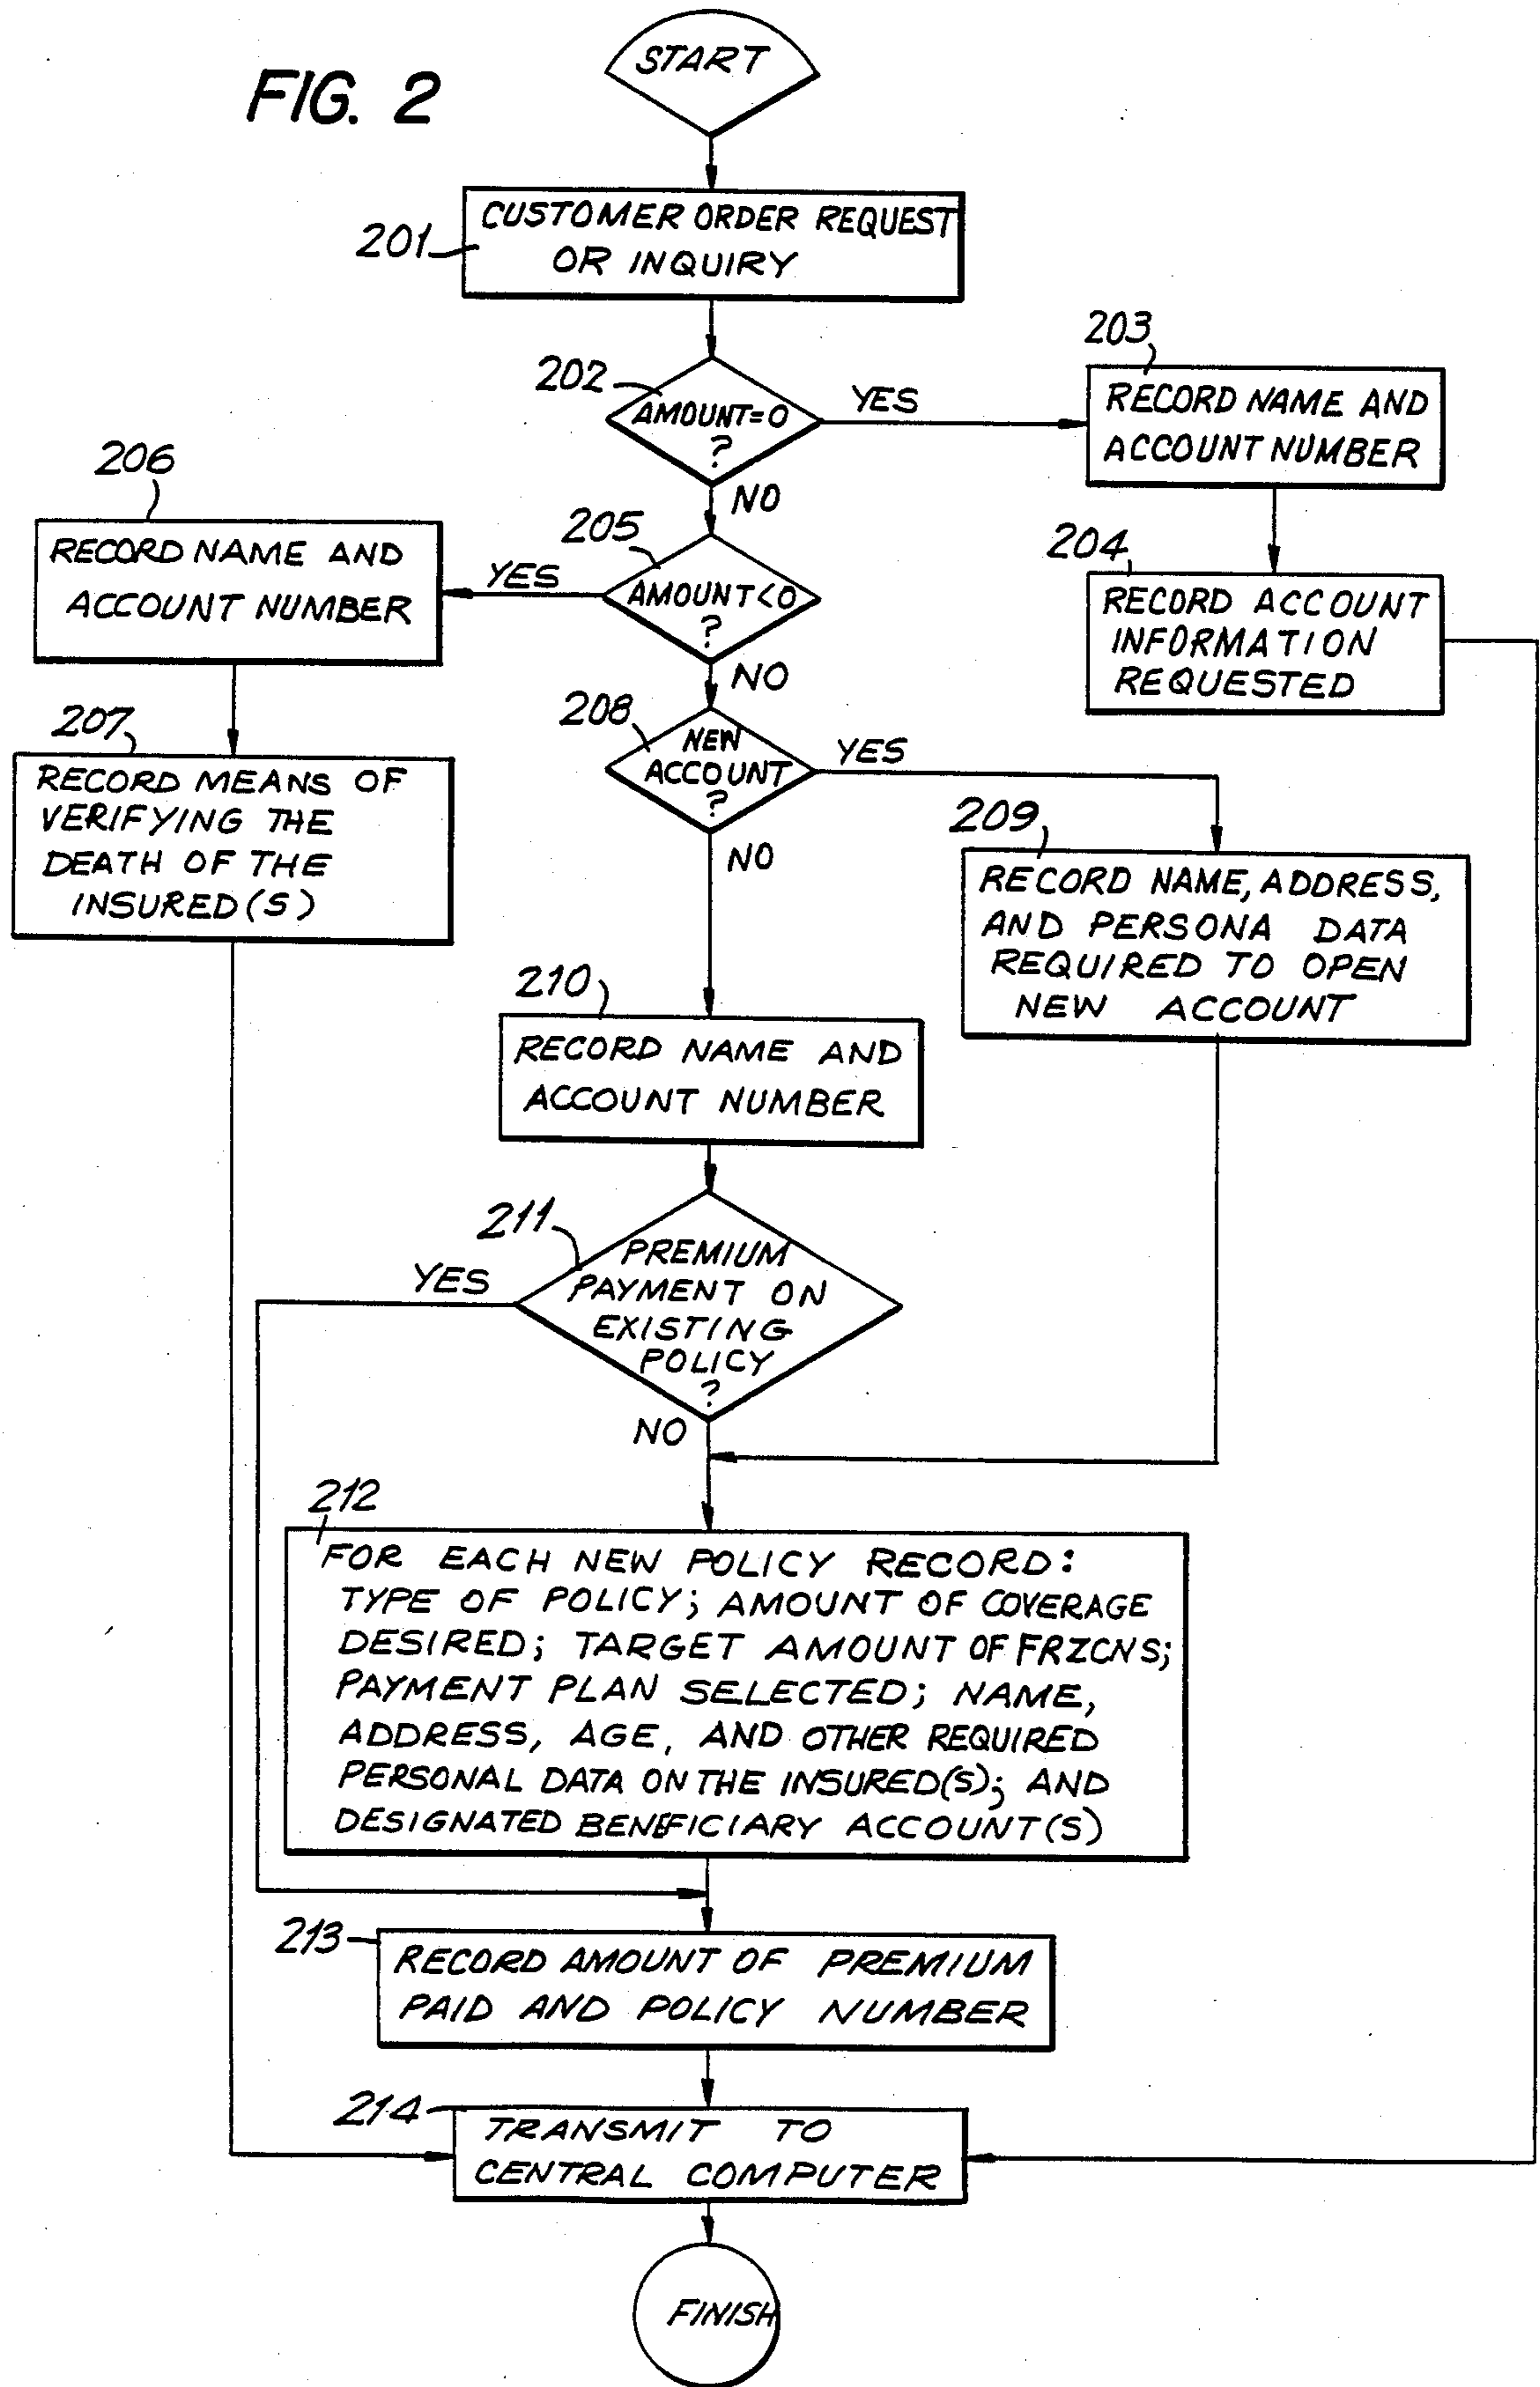 FIG. 2
START
201
CUSTOMER ORDER REQUEST
OR INQUIRY
202
AMOUNT=0
?
YES
NO
203
RECORD NAME AND
ACCOUNT NUMBER
204
RECORD ACCOUNT
INFORMATION
REQUESTED
205
AMOUNT<0
?
YES
NO
206
RECORD NAME AND
ACCOUNT NUMBER
207
RECORD MEANS OF
VERIFYING THE
DEATH OF THE
INSURED(S)
208
NEW
ACCOUNT
?
YES
NO
209
RECORD NAME, ADDRESS,
AND PERSONA DATA
REQUIRED TO OPEN
NEW ACCOUNT
210
RECORD NAME AND
ACCOUNT NUMBER
211
PREMIUM
PAYMENT ON
EXISTING
POLICY
?
YES
NO
212
FOR EACH NEW POLICY RECORD:
TYPE OF POLICY; AMOUNT OF COVERAGE
DESIRED; TARGET AMOUNT OF FRZCNS;
PAYMENT PLAN SELECTED; NAME,
ADDRESS, AGE, AND OTHER REQUIRED
PERSONAL DATA ON THE INSURED(S); AND
DESIGNATED BENEFICIARY ACCOUNT(S)
213
RECORD AMOUNT OF PREMIUM
PAID AND POLICY NUMBER
214
TRANSMIT TO
CENTRAL COMPUTER
FINISH